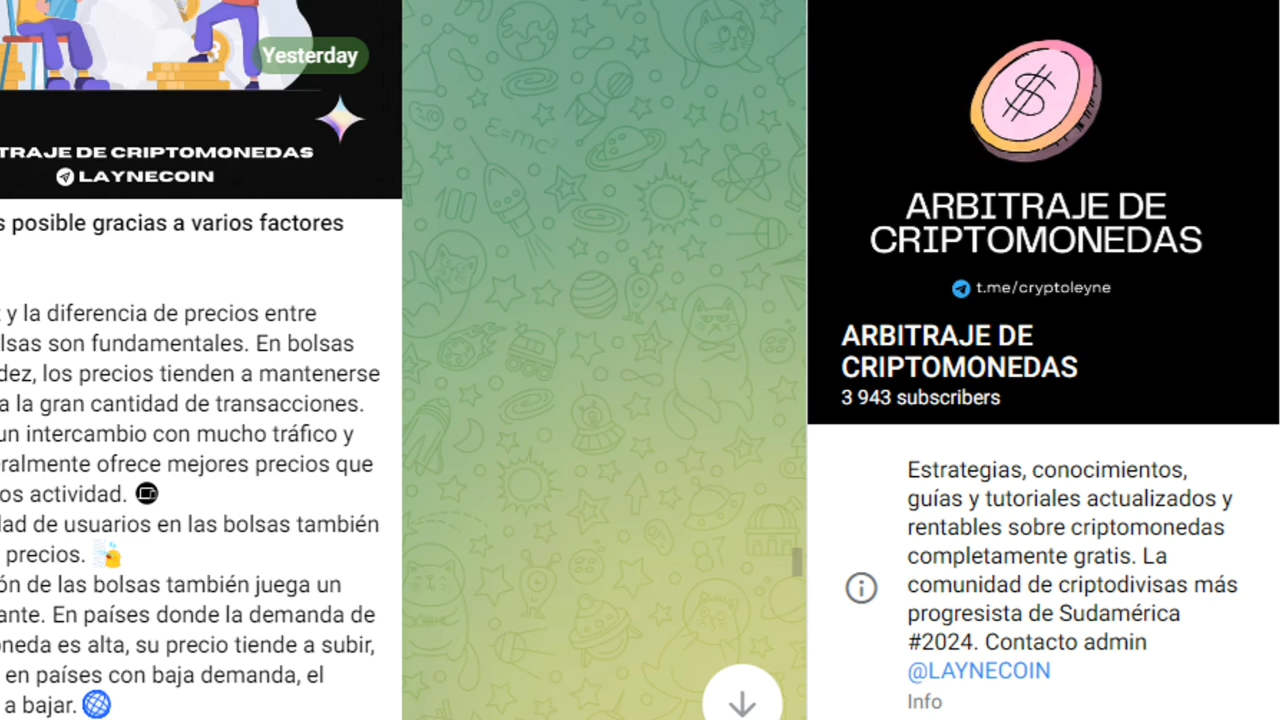 Yesterday
TRAJE DE CRIPTOMONEDAS
LAYNECOIN
s posible gracias a varios factores
y la diferencia de precios entre
lsas son fundamentales. En bolsas
dez, los precios tienden a mantenerse
a la gran cantidad de transacciones.
un intercambio con mucho tráfico y
eralmente ofrece mejores precios que
os actividad.
dad de usuarios en las bolsas también
precios.
ón de las bolsas también juega un
ante. En países donde la demanda de
oneda es alta, su precio tiende a subir,
en países con baja demanda, el
a bajar.
E=mc²
ARBITRAJE DE
CRIPTOMONEDAS
t.me/cryptoleyne
ARBITRAJE DE
CRIPTOMONEDAS
3 943 subscribers
Estrategias, conocimientos,
guías y tutoriales actualizados y
rentables sobre criptomonedas
completamente gratis. La
comunidad de criptodivisas más
progresista de Sudamérica
#2024. Contacto admin
@LAYNECOIN
Info